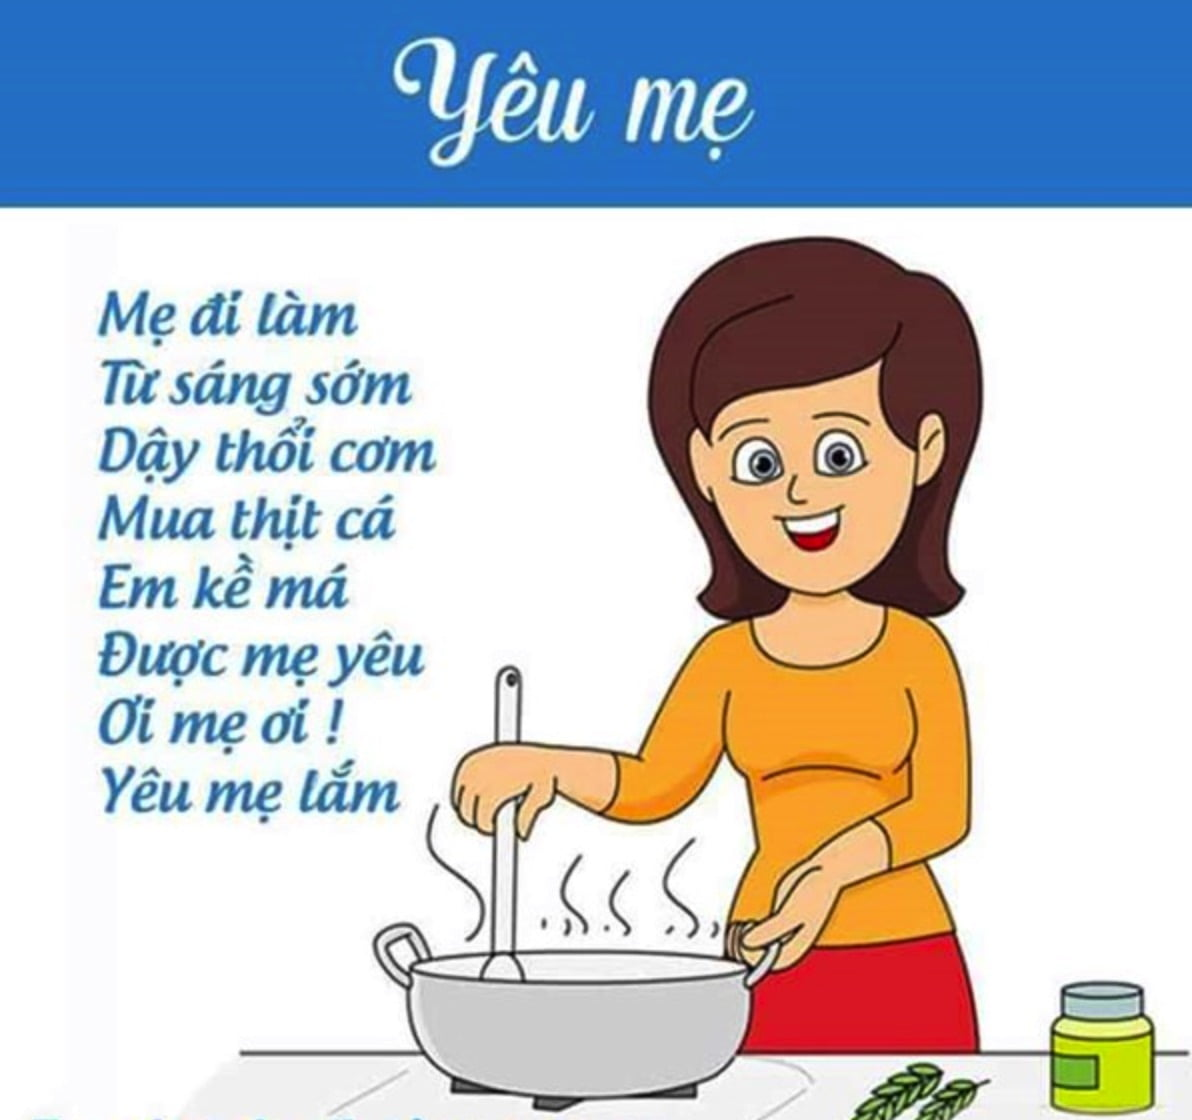 Yêu mẹ
Mẹ đi làm
Từ sáng sớm
Dậy thổi cơm
Mua thịt cá
Em kề má
Được mẹ yêu
Ơi mẹ ơi !
Yêu mẹ lắm